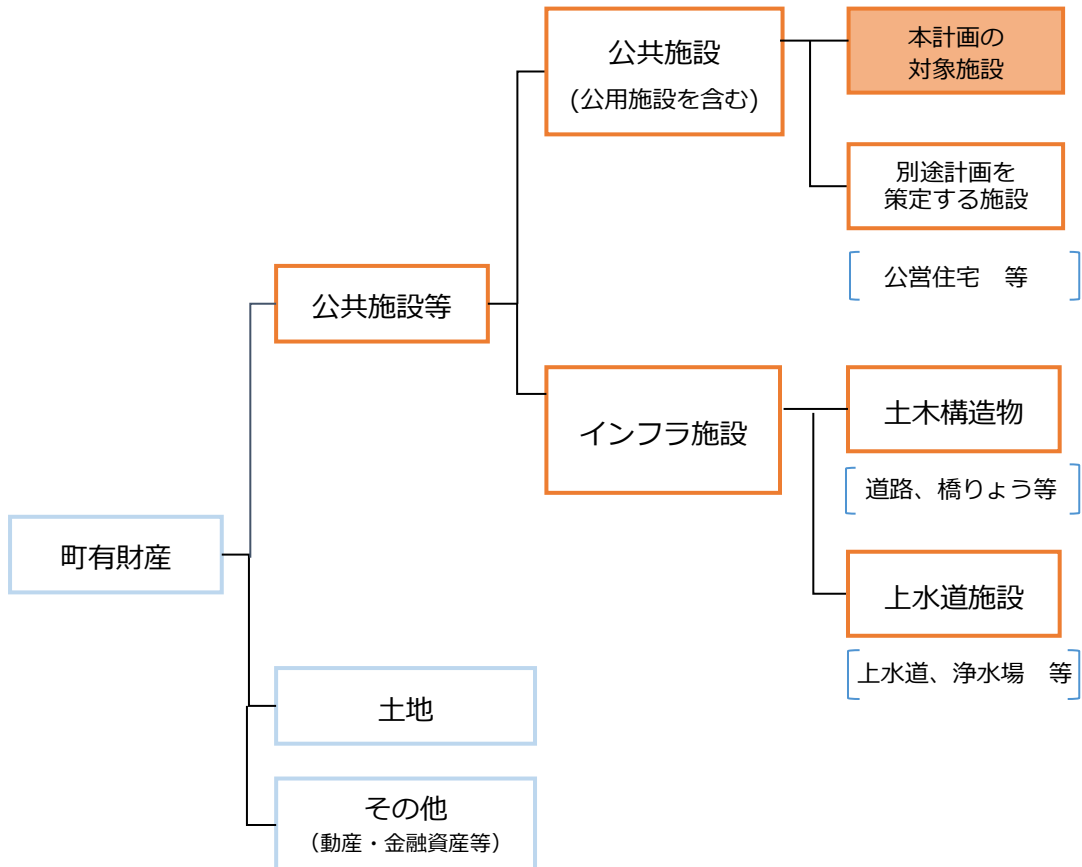 公共施設
(公用施設を含む)
本計画の
対象施設
別途計画を
策定する施設
公営住宅　等
公共施設等
インフラ施設
土木構造物
道路、橋りょう等
上水道施設
上水道、浄水場　等
町有財産
土地
その他
（動産・金融資産等）